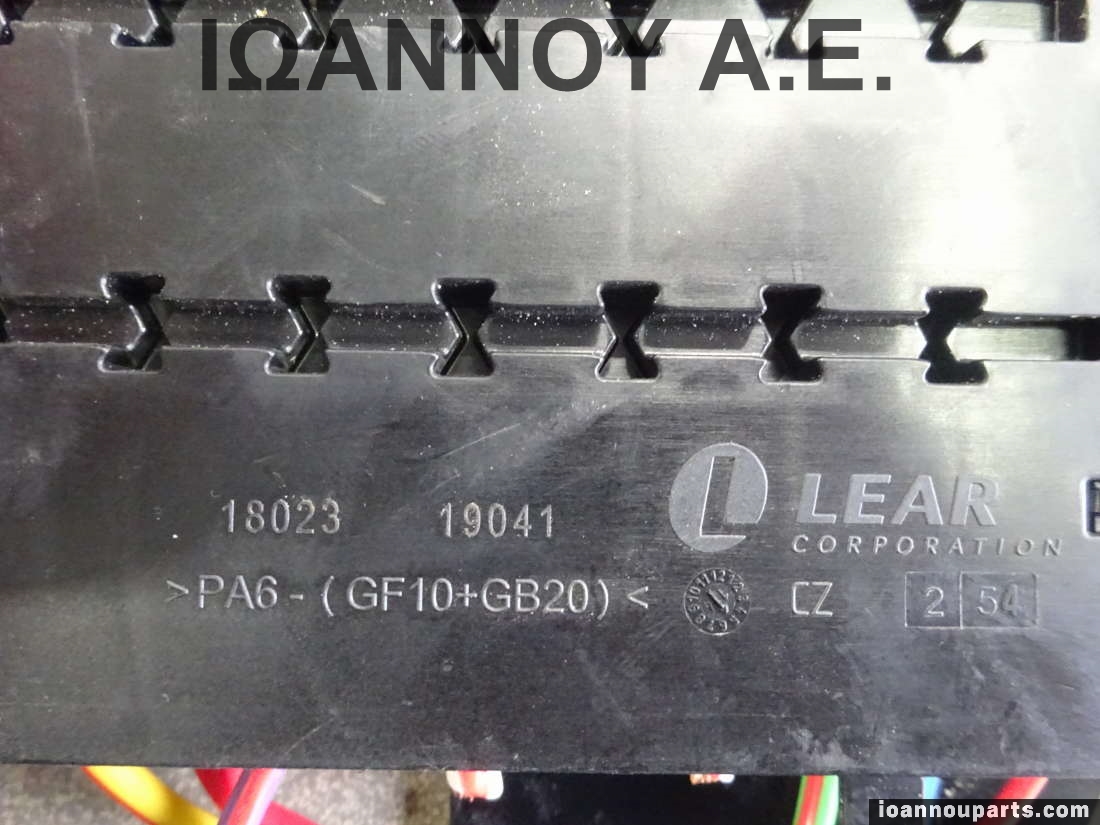 ΙΩΑΝΝΟΥ Α.Ε.
LEAR
18023 19041
CORPORATION
>PA6-(GF10+GB20)< CZ 2 54
ioannouparts.com